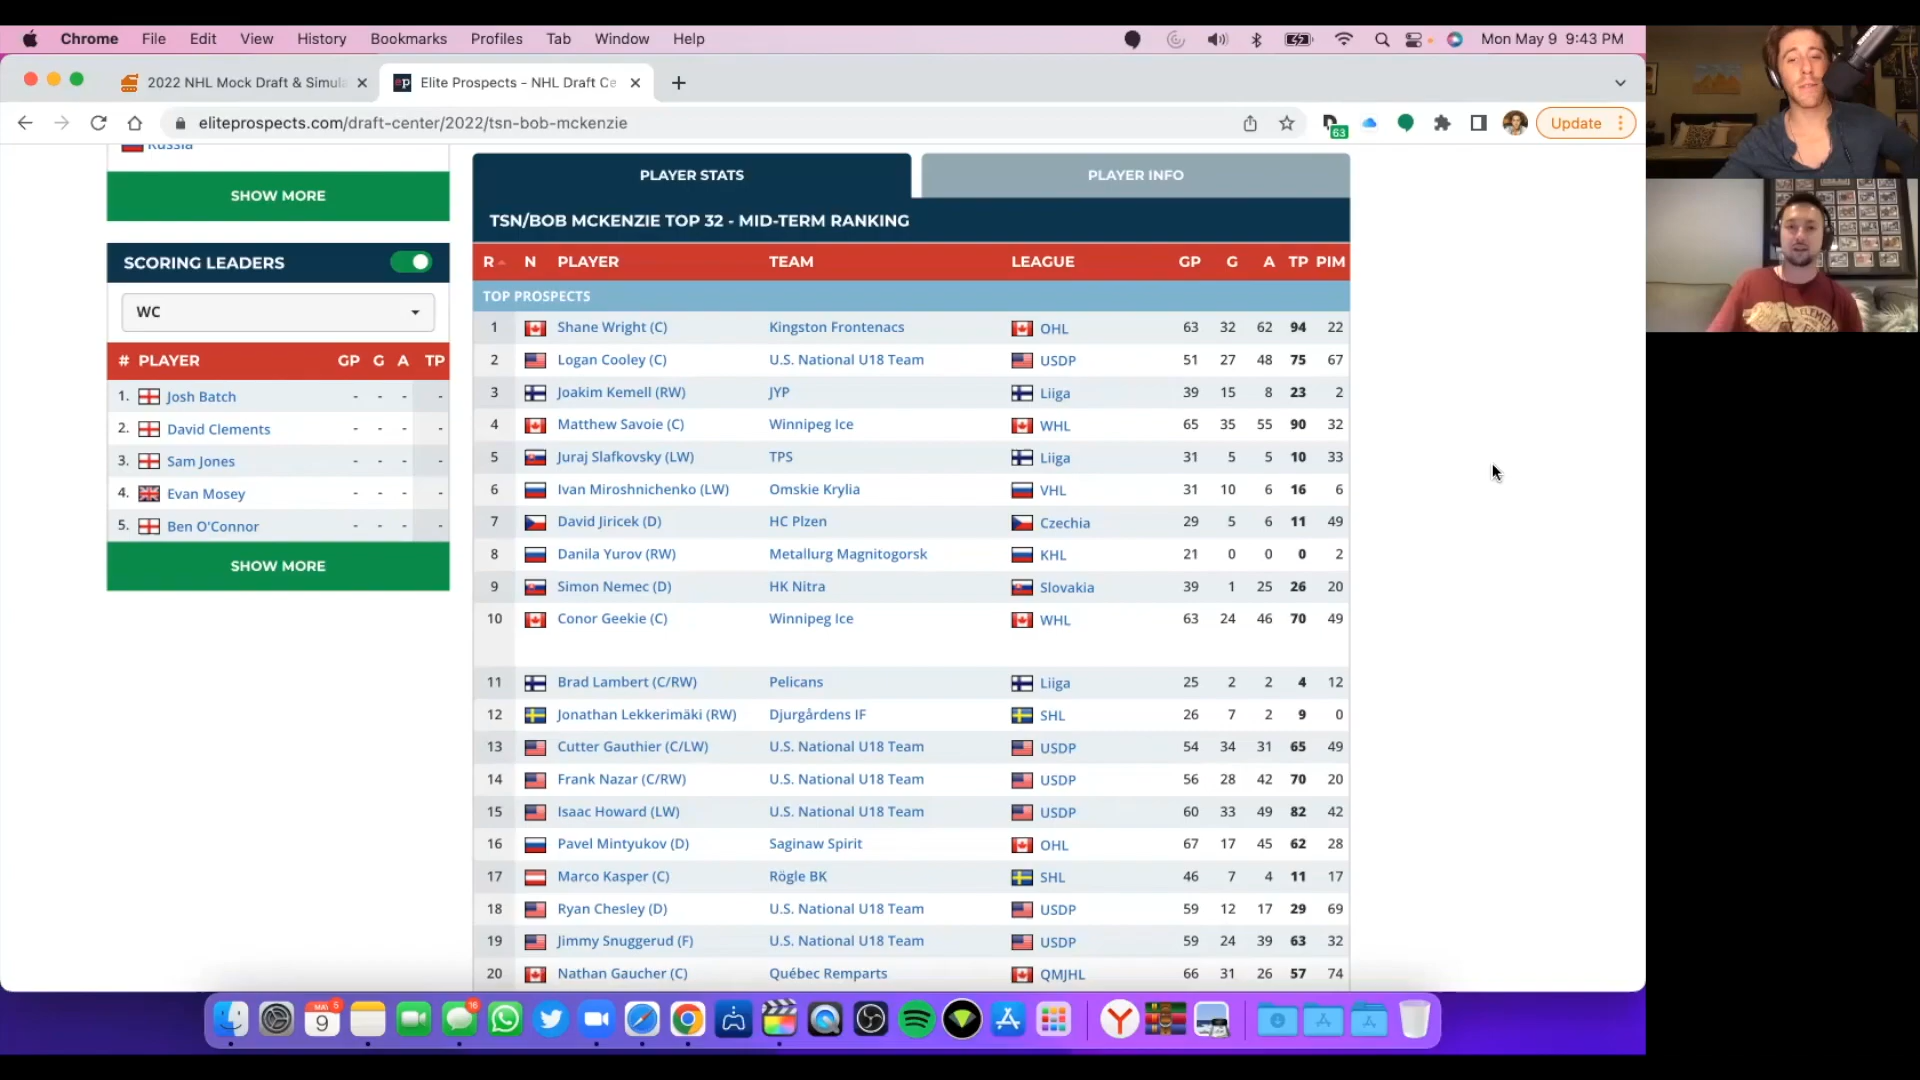 Chrome File Edit View History Bookmarks Profiles Tab Window Help Mon May 9 9:43 PM
2022 NHL Mock Draft & Simula Elite Prospects - NHL Draft Ce
eliteprospects.com/draft-center/2022/tsn-bob-mckenzie 63 Update
Russia
SHOW MORE
SCORING LEADERS
WC
# PLAYER GP G A TP
1. Josh Batch - - - -
2. David Clements - - - -
3. Sam Jones - - - -
4. Evan Mosey - - - -
5. Ben O'Connor - - - -
SHOW MORE
PLAYER STATS PLAYER INFO
TSN/BOB MCKENZIE TOP 32 - MID-TERM RANKING
R N PLAYER TEAM LEAGUE GP G A TP PIM
TOP PROSPECTS
1 Shane Wright (C) Kingston Frontenacs OHL 63 32 62 94 22
2 Logan Cooley (C) U.S. National U18 Team USDP 51 27 48 75 67
3 Joakim Kemell (RW) JYP Liiga 39 15 8 23 2
4 Matthew Savoie (C) Winnipeg Ice WHL 65 35 55 90 32
5 Juraj Slafkovsky (LW) TPS Liiga 31 5 5 10 33
6 Ivan Miroshnichenko (LW) Omskie Krylia VHL 31 10 6 16 6
7 David Jiricek (D) HC Plzen Czechia 29 5 6 11 49
8 Danila Yurov (RW) Metallurg Magnitogorsk KHL 21 0 0 0 2
9 Simon Nemec (D) HK Nitra Slovakia 39 1 25 26 20
10 Conor Geekie (C) Winnipeg Ice WHL 63 24 46 70 49
11 Brad Lambert (C/RW) Pelicans Liiga 25 2 2 4 12
12 Jonathan Lekkerimäki (RW) Djurgårdens IF SHL 26 7 2 9 0
13 Cutter Gauthier (C/LW) U.S. National U18 Team USDP 54 34 31 65 49
14 Frank Nazar (C/RW) U.S. National U18 Team USDP 56 28 42 70 20
15 Isaac Howard (LW) U.S. National U18 Team USDP 60 33 49 82 42
16 Pavel Mintyukov (D) Saginaw Spirit OHL 67 17 45 62 28
17 Marco Kasper (C) Rögle BK SHL 46 7 4 11 17
18 Ryan Chesley (D) U.S. National U18 Team USDP 59 12 17 29 69
19 Jimmy Snuggerud (F) U.S. National U18 Team USDP 59 24 39 63 32
20 Nathan Gaucher (C) Québec Remparts QMJHL 66 31 26 57 74
MAY 9